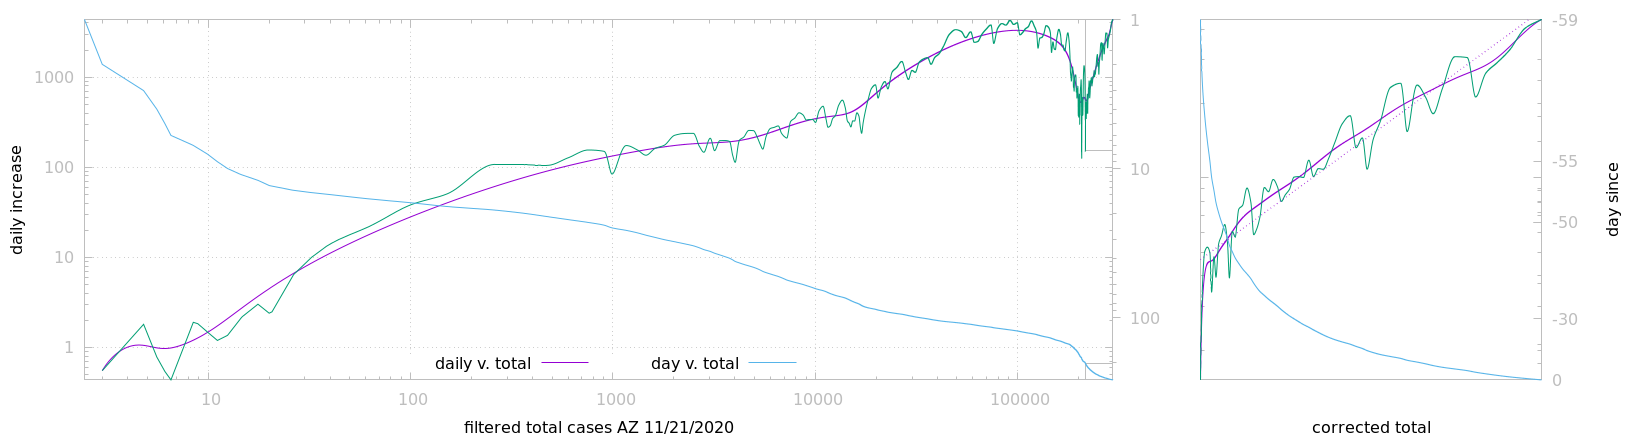 daily increase
1000
100
10
1
1
10
100
daily v. total
day v. total
10
100
1000
10000
100000
filtered total cases AZ 11/21/2020
-59
-55
-50
-30
0
day since
corrected total